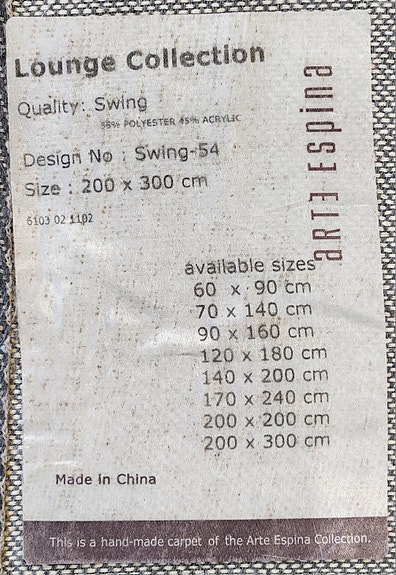 Lounge Collection
Quality: Swing
55% POLYESTER 45% ACRYLIC
Design No : Swing-54
Size : 200 x 300 cm
6103 02 1102
ARTE ESPINA
available sizes
60 x 90 cm
70 x 140 cm
90 x 160 cm
120 x 180 cm
140 x 200 cm
170 x 240 cm
200 x 200 cm
200 x 300 cm
Made in China
This is a hand-made carpet of the Arte Espina Collection.